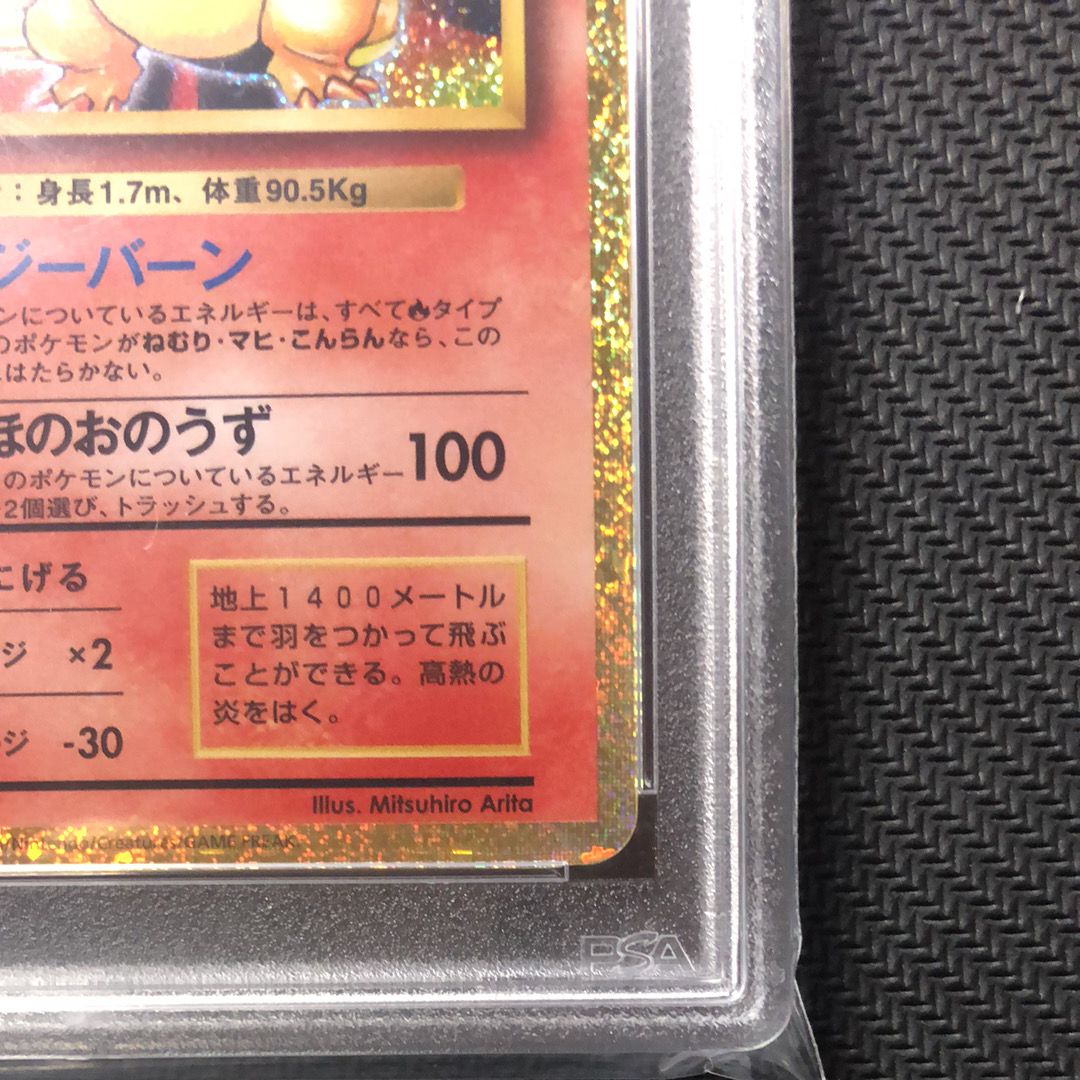 ：身長1.7m、体重90.5Kg
ジーバーン
ンについているエネルギーは、すべて🔥タイプ
のポケモンがねむり・マヒ・こんらんなら、この
はたらかない。
ほのおのうず
のポケモンについているエネルギー
100
2個選び、トラッシュする。
にげる
ジ ×2
ジ -30
地上１４００メートル
まで羽をつかって飛ぶ
ことができる。高熱の
炎をはく。
Illus. Mitsuhiro Arita
/Nintendo/Creatures/GAME FREAK.
PSA